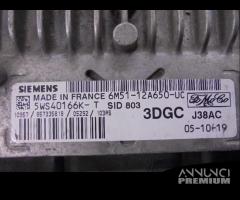 SIEMENS
MADE IN FRANCE 6M51-12A650-UC
5WS40166K-T SID 803
3DGC J38AC
05-10-19
ANNUNCI
PREMIUM